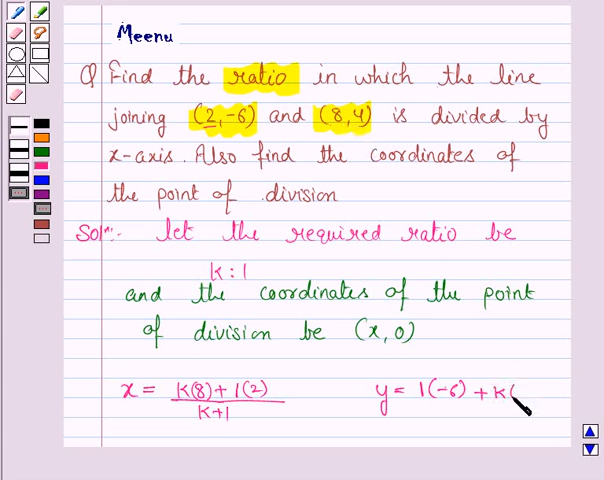 Meenu
Q Find the ratio in which the line
joining (2,-6) and (8,4) is divided by
x-axis. Also find the coordinates of
the point of division
Solⁿ:- let the required ratio be
K : 1
and the coordinates of the point
of division be (x, 0)
x = K(8) + 1(2) / K+1 y = 1(-6) + K(